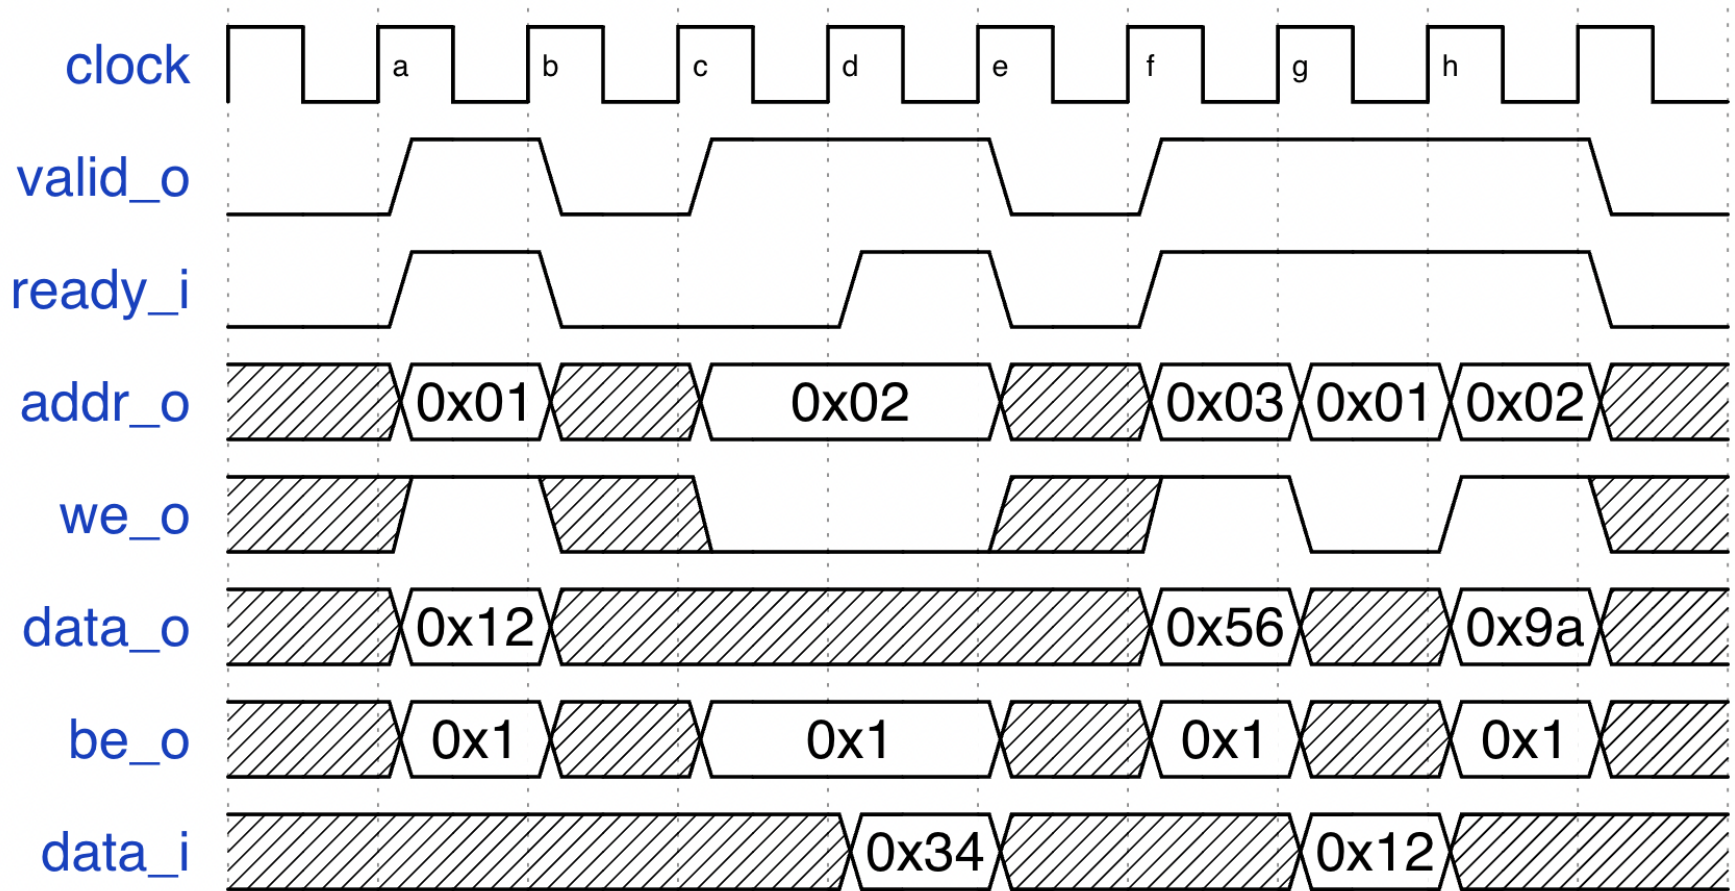 clock a b c d e f g h
valid_o
ready_i
addr_o 0x01 0x02 0x03 0x01 0x02
we_o
data_o 0x12 0x56 0x9a
be_o 0x1 0x1 0x1 0x1
data_i 0x34 0x12